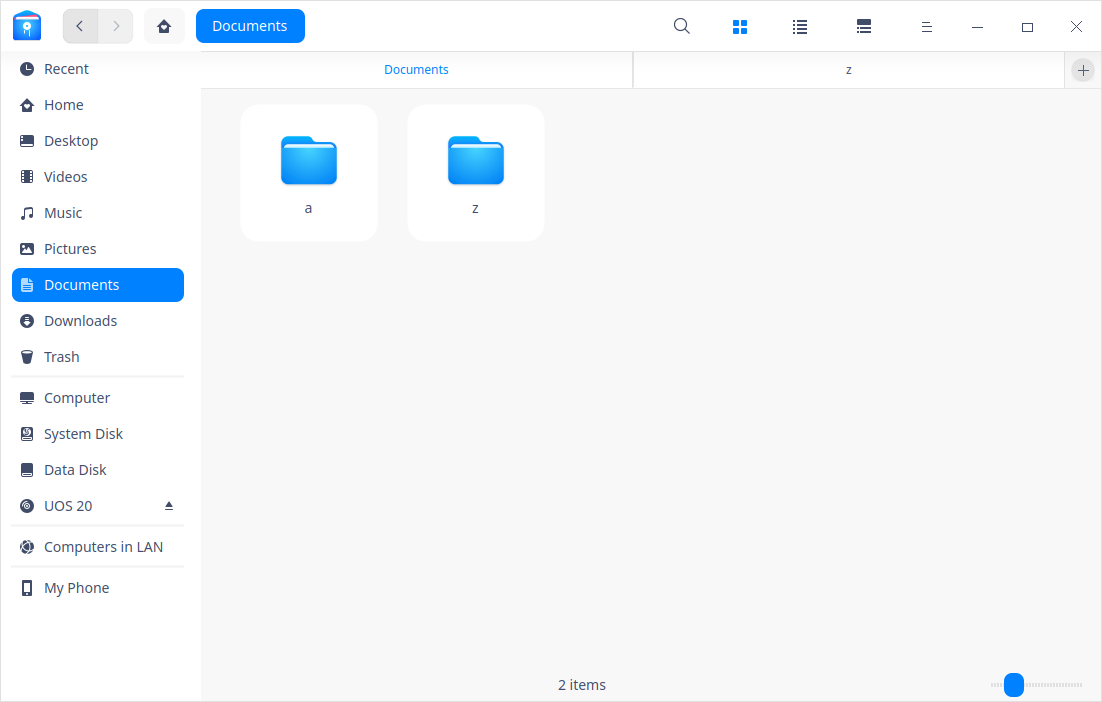 Documents
Recent
Home
Desktop
Videos
Music
Pictures
Documents
Downloads
Trash
Computer
System Disk
Data Disk
UOS 20
Computers in LAN
My Phone
Documents
z
a
z
2 items